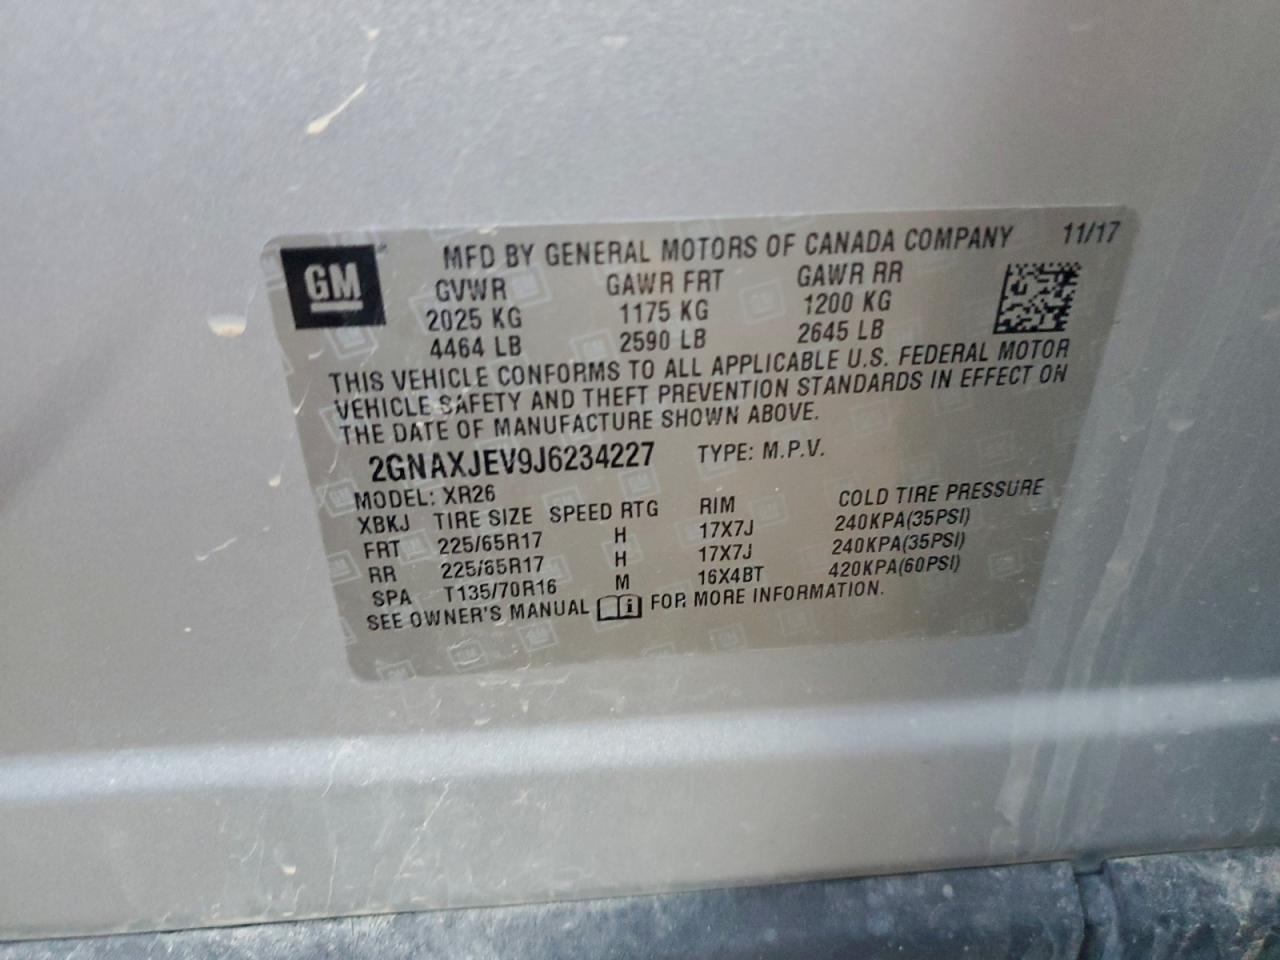 GM
MFD BY GENERAL MOTORS OF CANADA COMPANY 11/17
GVWR GAWR FRT GAWR RR
2025 KG 1175 KG 1200 KG
4464 LB 2590 LB 2645 LB
THIS VEHICLE CONFORMS TO ALL APPLICABLE U.S. FEDERAL MOTOR
VEHICLE SAFETY AND THEFT PREVENTION STANDARDS IN EFFECT ON
THE DATE OF MANUFACTURE SHOWN ABOVE.
2GNAXJEV9J6234227 TYPE: M.P.V.
MODEL: XR26
XBKJ TIRE SIZE SPEED RTG RIM COLD TIRE PRESSURE
FRT 225/65R17 H 17X7J 240KPA(35PSI)
RR 225/65R17 H 17X7J 240KPA(35PSI)
SPA T135/70R16 M 16X4BT 420KPA(60PSI)
SEE OWNER'S MANUAL i FOR MORE INFORMATION.